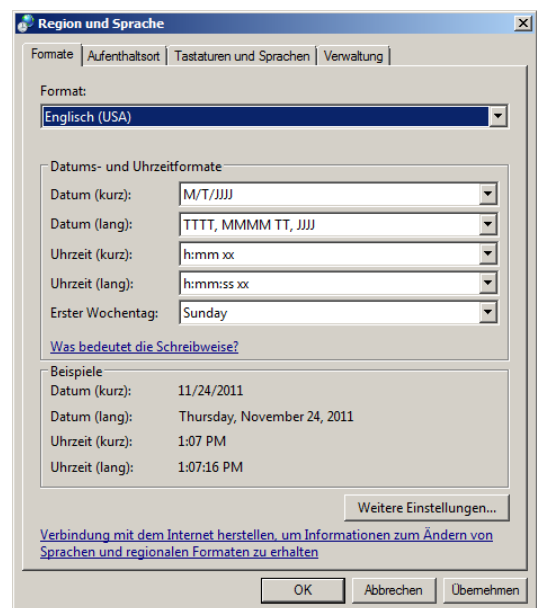 Region und Sprache
Formate Aufenthaltsort Tastaturen und Sprachen Verwaltung
Format:
Englisch (USA)
Datums- und Uhrzeitformate
Datum (kurz): M/T/JJJJ
Datum (lang): TTTT, MMMM TT, JJJJ
Uhrzeit (kurz): h:mm xx
Uhrzeit (lang): h:mm:ss xx
Erster Wochentag: Sunday
Was bedeutet die Schreibweise?
Beispiele
Datum (kurz): 11/24/2011
Datum (lang): Thursday, November 24, 2011
Uhrzeit (kurz): 1:07 PM
Uhrzeit (lang): 1:07:16 PM
Weitere Einstellungen...
Verbindung mit dem Internet herstellen, um Informationen zum Ändern von
Sprachen und regionalen Formaten zu erhalten
OK Abbrechen Übernehmen